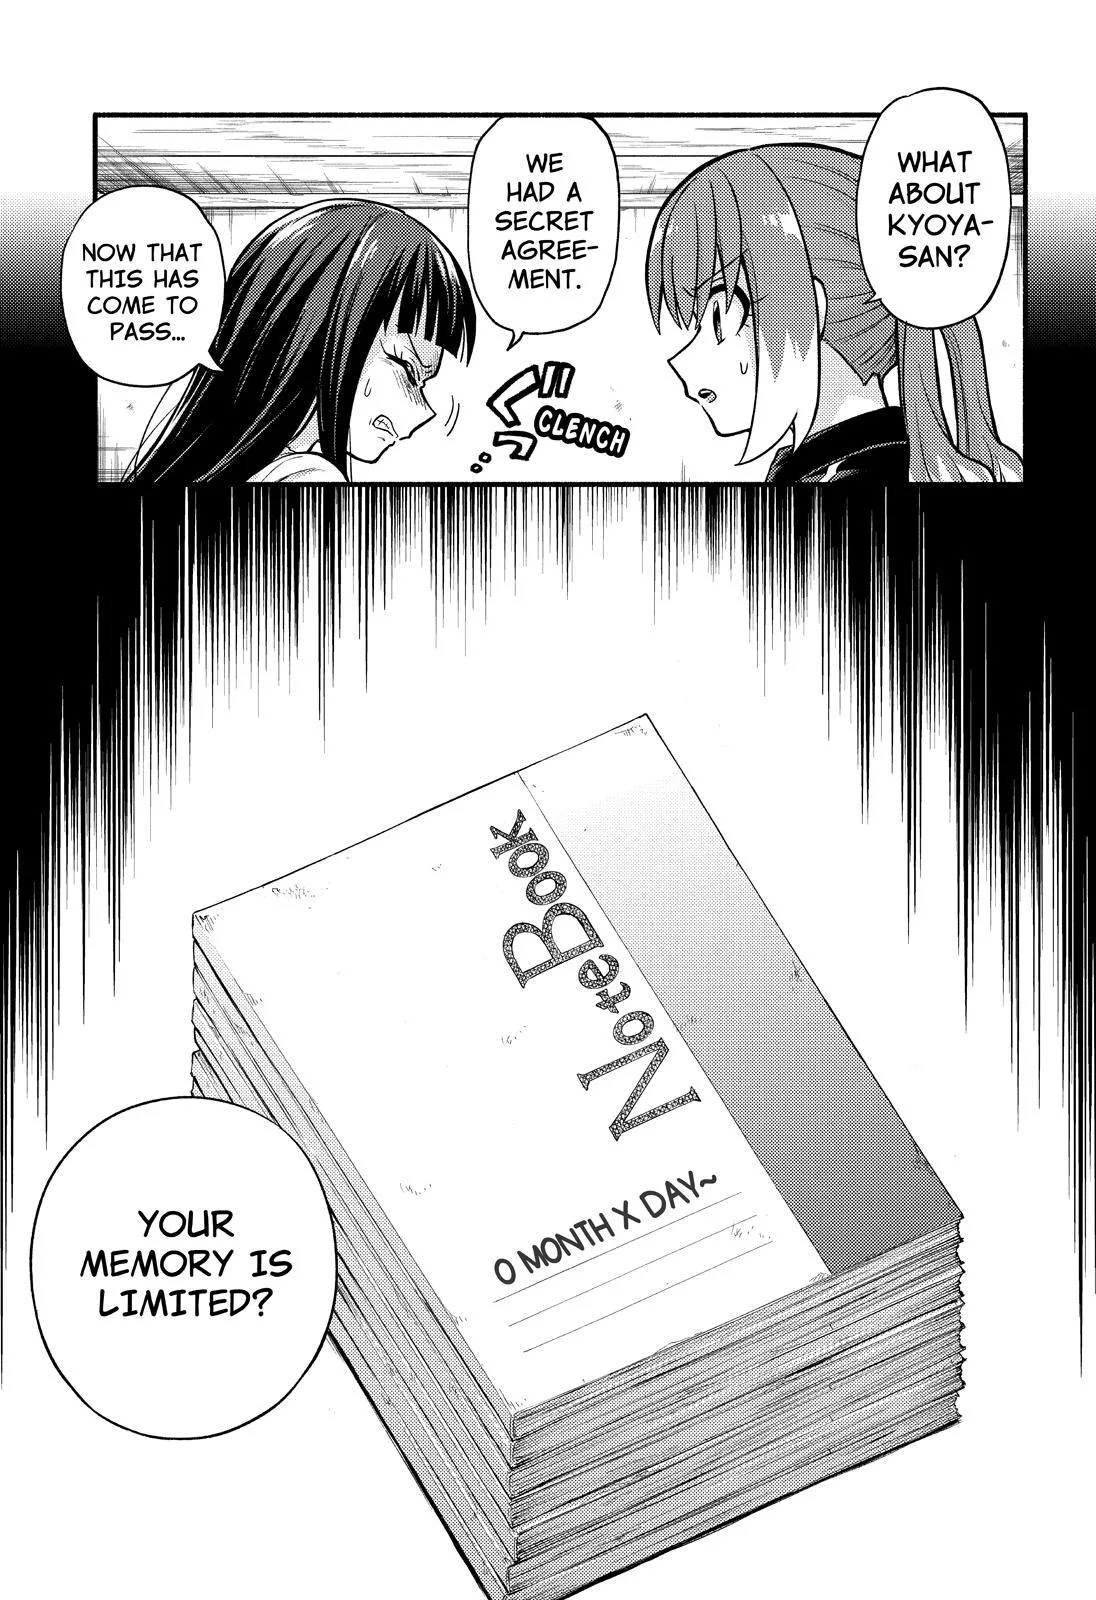 WHAT
ABOUT
KYOYA-
SAN?
WE
HAD A
SECRET
AGREE-
MENT.
CLENCH
NOW THAT
THIS HAS
COME TO
PASS...
NoteBook
O MONTH X DAY~
YOUR
MEMORY IS
LIMITED?